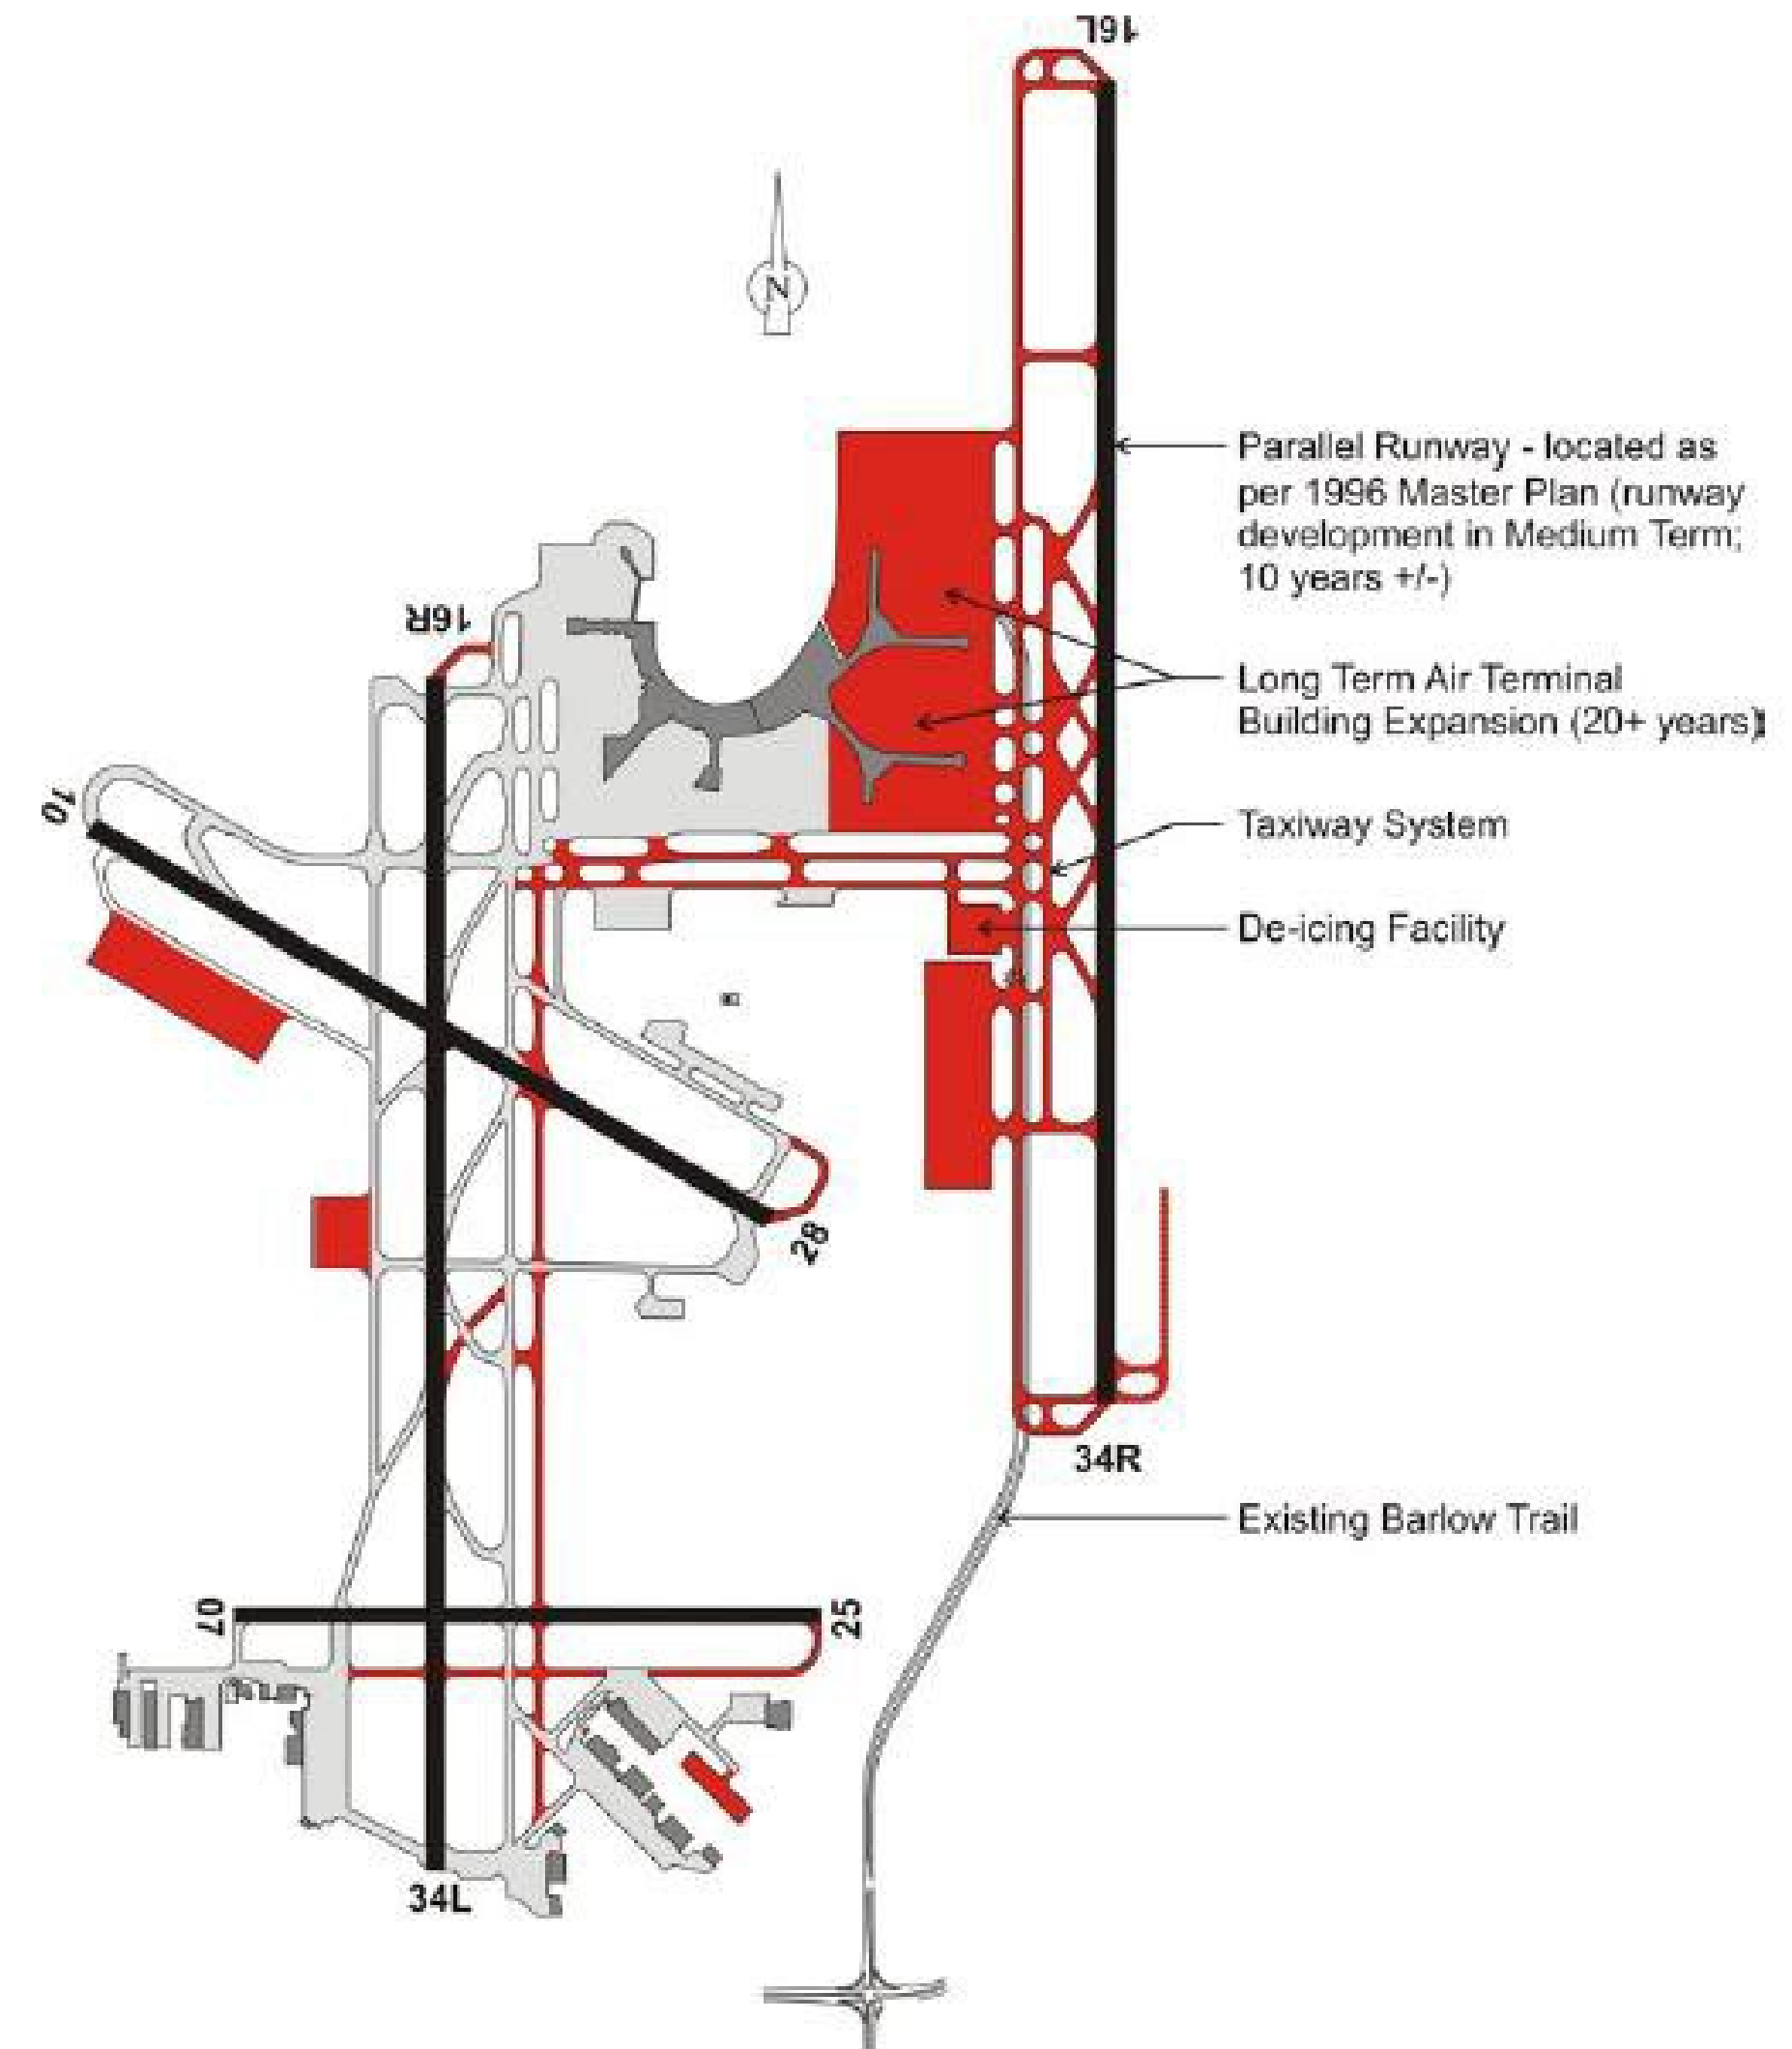 16L
N
Parallel Runway - located as
per 1996 Master Plan (runway
development in Medium Term;
10 years +/-)
16R
Long Term Air Terminal
Building Expansion (20+ years)
10
Taxiway System
De-icing Facility
28
34R
Existing Barlow Trail
07
25
34L